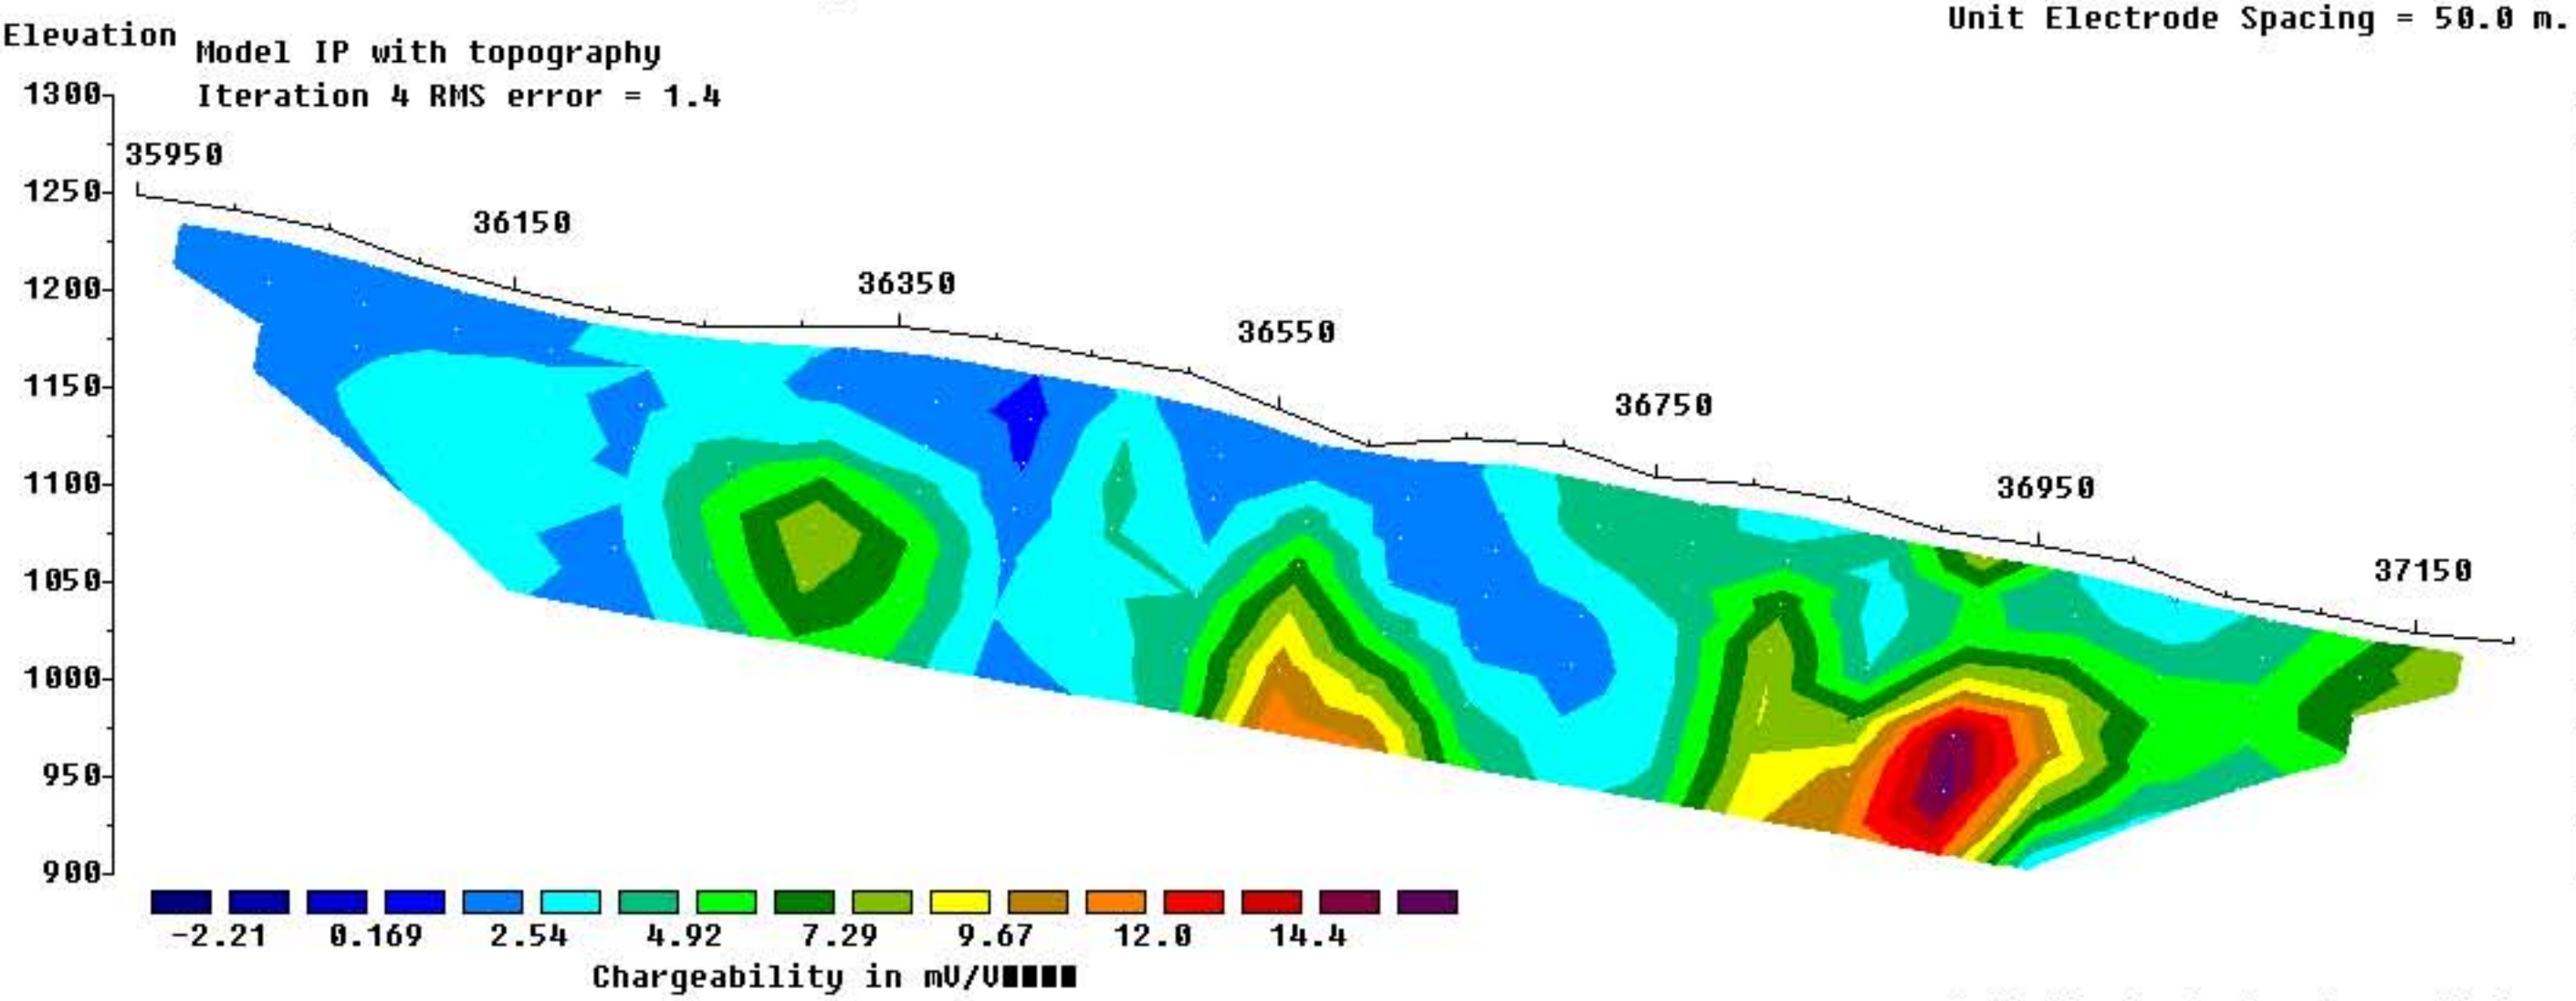 Unit Electrode Spacing = 50.0 m.
Elevation
Model IP with topography
Iteration 4 RMS error = 1.4
1300
35950
1250
36150
1200
36350
36550
1150
36750
1100
36950
1050
37150
1000
950
900
-2.21 0.169 2.54 4.92 7.29 9.67 12.0 14.4
Chargeability in mV/V